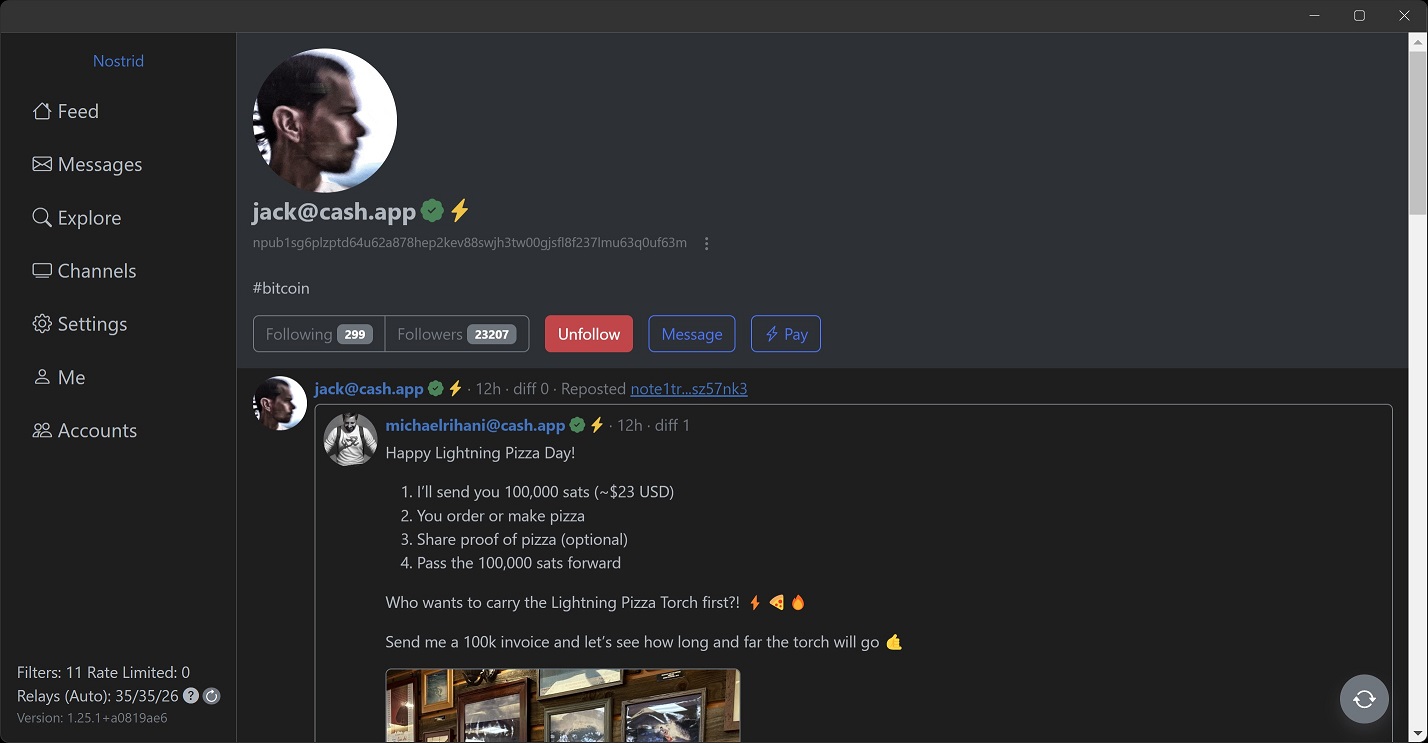 Nostrid
Feed
Messages
Explore
Channels
Settings
Me
Accounts
Filters: 11 Rate Limited: 0
Relays (Auto): 35/35/26 ?
Version: 1.25.1+a0819ae6
jack@cash.app
npub1sg6plzptd64u62a878hep2kev88swjh3tw00gjsfl8f237lmu63q0uf63m
#bitcoin
Following 299 Followers 23207 Unfollow Message Pay
jack@cash.app · 12h · diff 0 · Reposted note1tr...sz57nk3
michaelrihani@cash.app · 12h · diff 1
Happy Lightning Pizza Day!
1. I’ll send you 100,000 sats (~$23 USD)
2. You order or make pizza
3. Share proof of pizza (optional)
4. Pass the 100,000 sats forward
Who wants to carry the Lightning Pizza Torch first?! ⚡ 🍕 🔥
Send me a 100k invoice and let’s see how long and far the torch will go 🤙